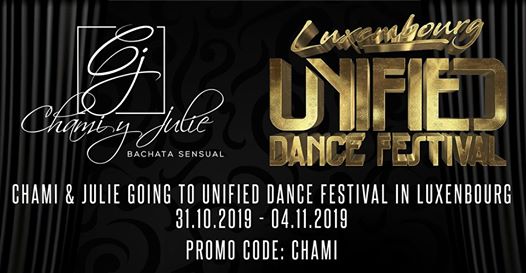 Cj
Chami y Julie
BACHATA SENSUAL
Luxembourg
UNIFIED
DANCE FESTIVAL
CHAMI & JULIE GOING TO UNIFIED DANCE FESTIVAL IN LUXENBOURG
31.10.2019 - 04.11.2019
PROMO CODE: CHAMI